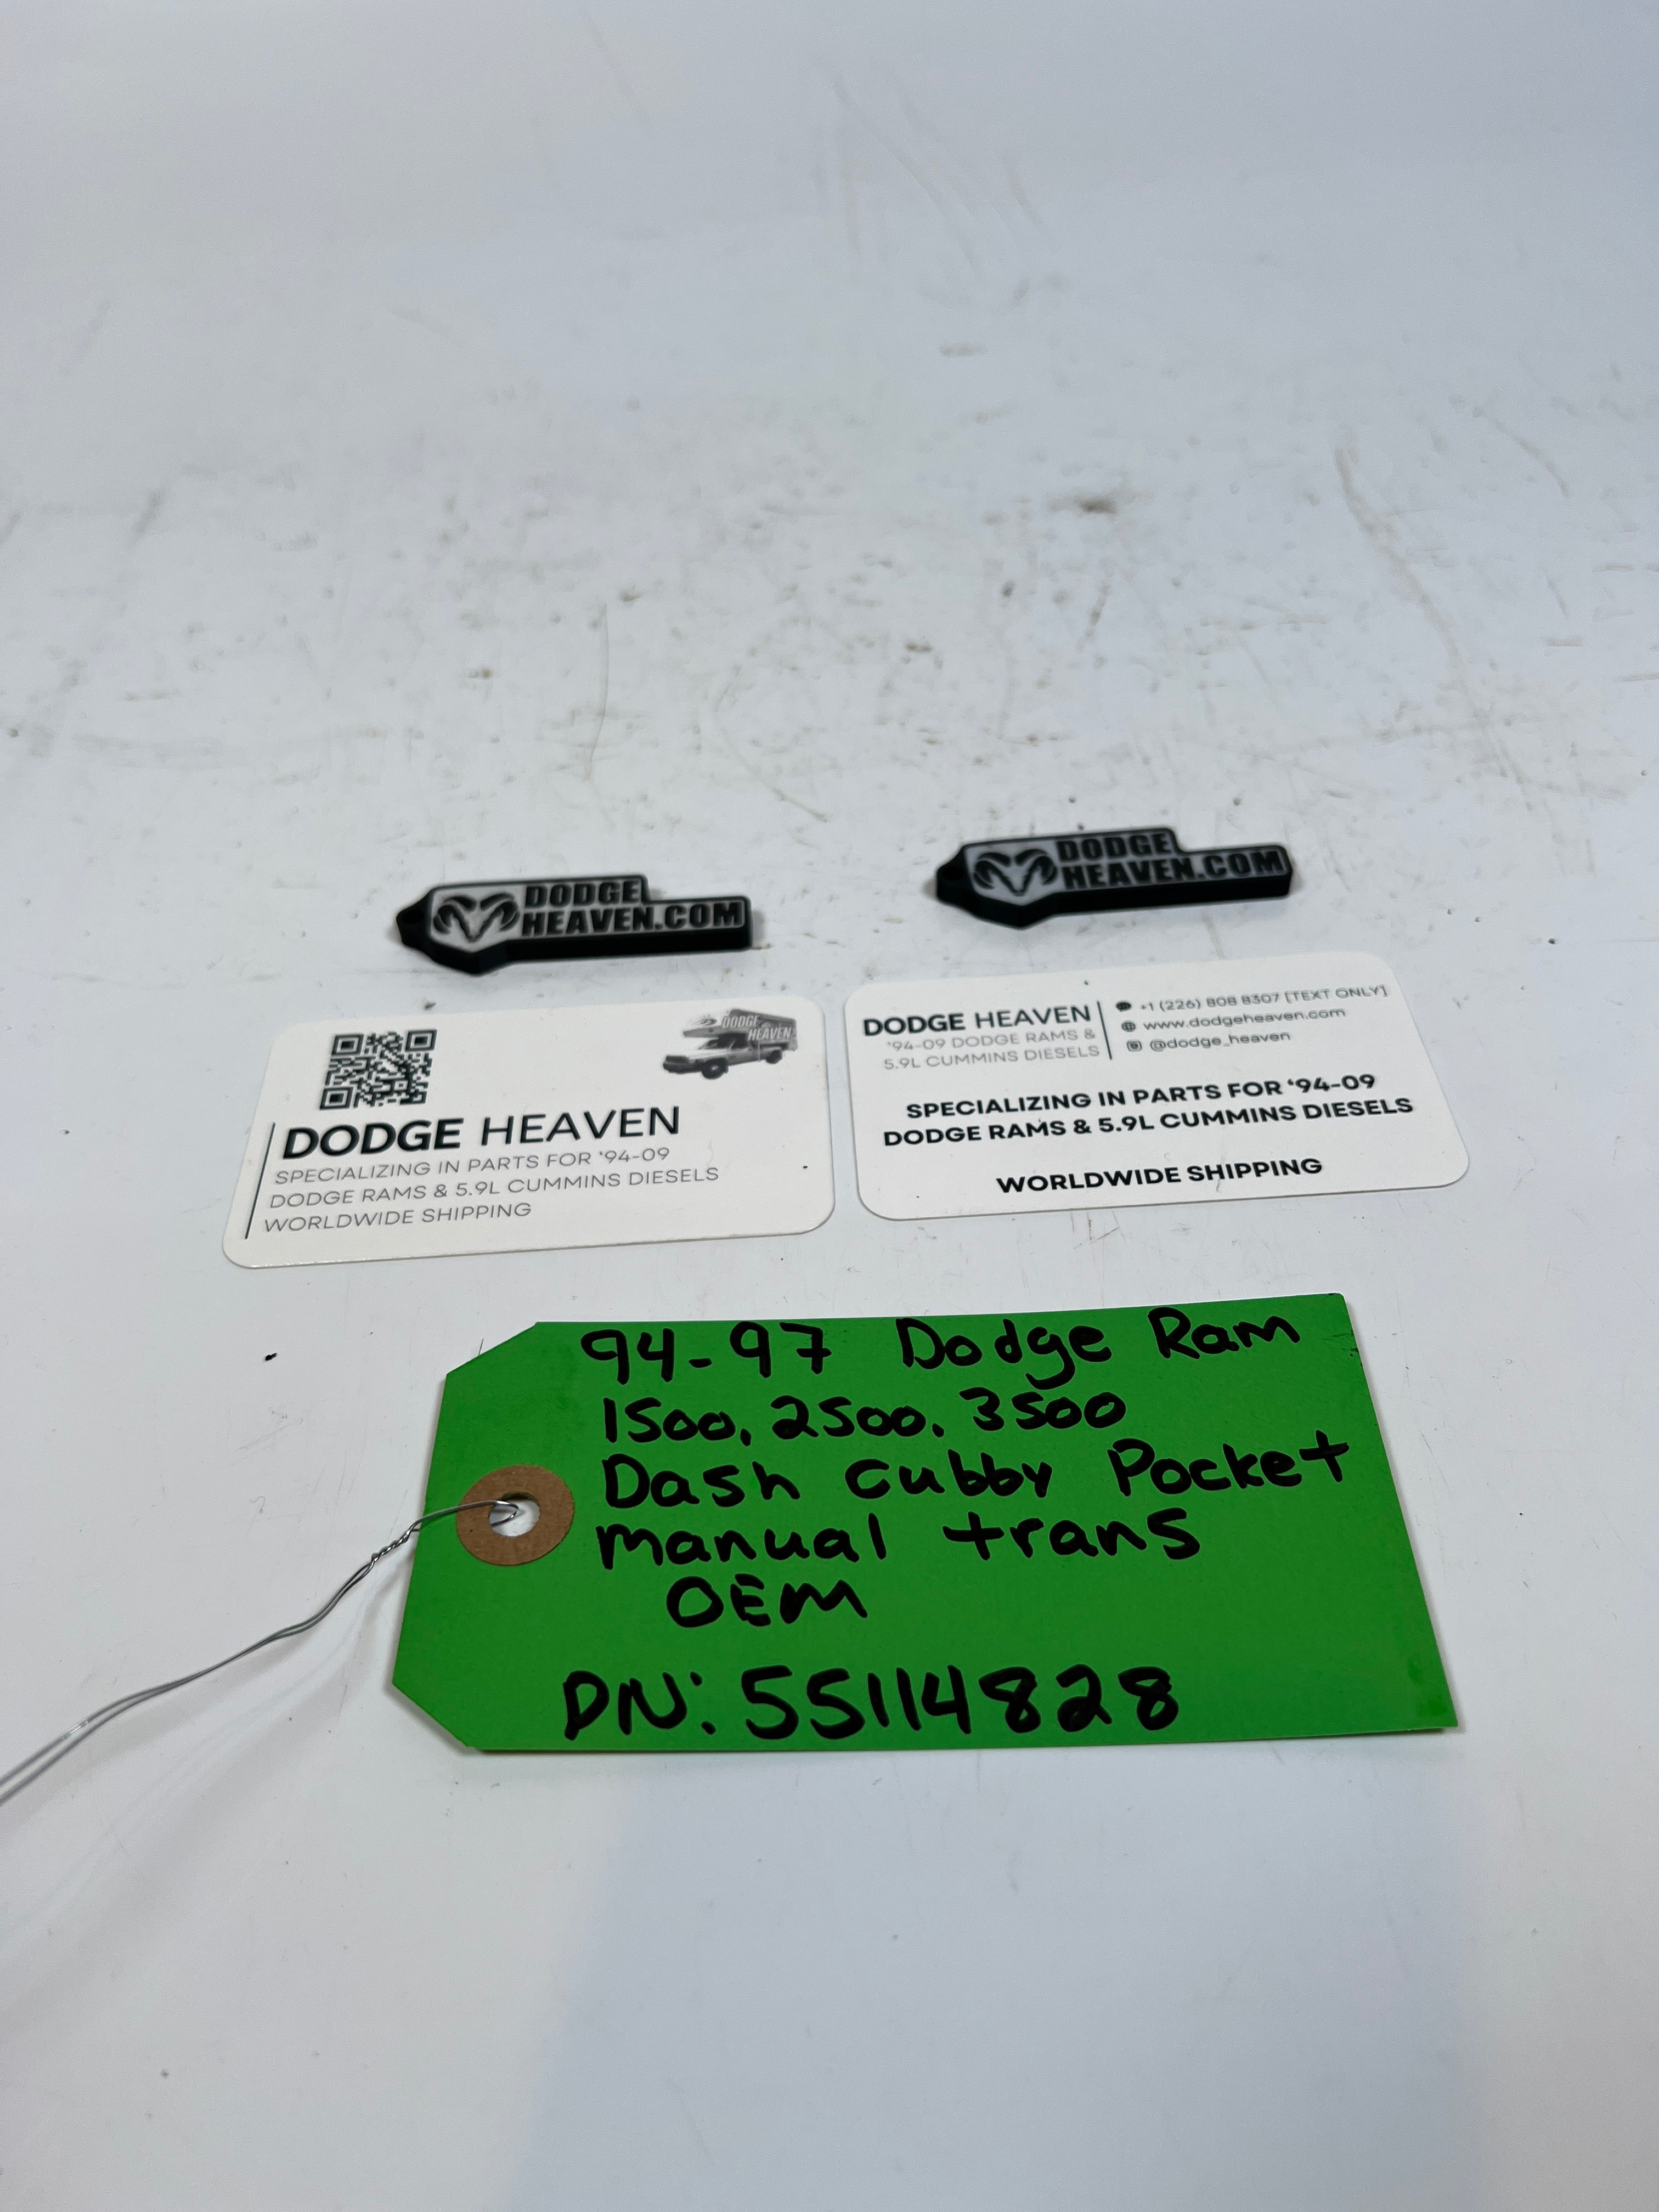 DODGE
HEAVEN.COM
DODGE
HEAVEN.COM
DODGE
HEAVEN
DODGE HEAVEN
SPECIALIZING IN PARTS FOR '94-09
DODGE RAMS & 5.9L CUMMINS DIESELS
WORLDWIDE SHIPPING
DODGE HEAVEN
'94-09 DODGE RAMS &
5.9L CUMMINS DIESELS
+1 (226) 808 8307 [TEXT ONLY]
www.dodgeheaven.com
@dodge_heaven
SPECIALIZING IN PARTS FOR '94-09
DODGE RAMS & 5.9L CUMMINS DIESELS
WORLDWIDE SHIPPING
94-97 Dodge Ram
1500, 2500, 3500
Dash cubby Pocket
manual trans
OEM
PN: 55114828